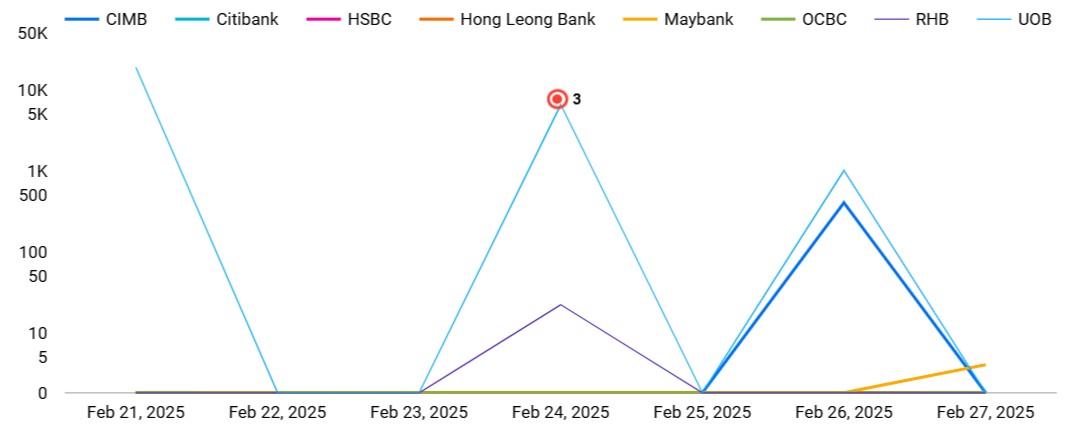 CIMB Citibank HSBC Hong Leong Bank Maybank OCBC RHB UOB
50K
10K
3
5K
1K
500
100
50
10
5
0
Feb 21, 2025 Feb 22, 2025 Feb 23, 2025 Feb 24, 2025 Feb 25, 2025 Feb 26, 2025 Feb 27, 2025